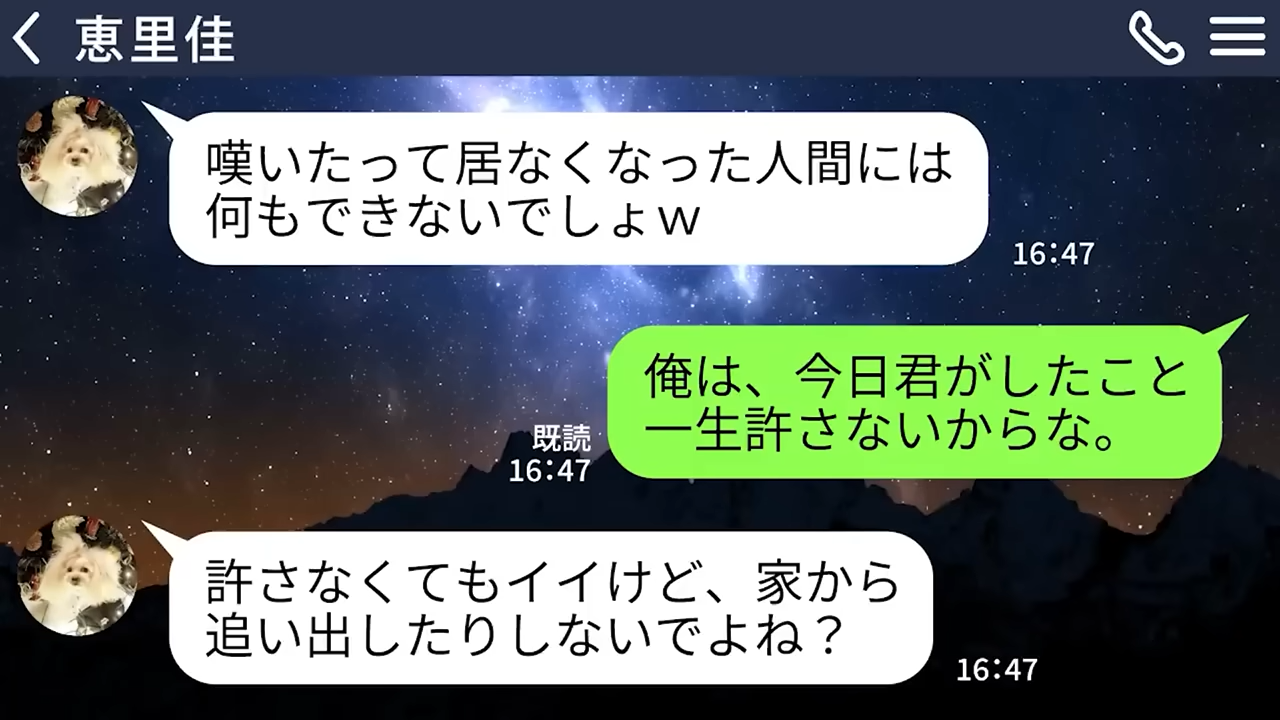 恵里佳
嘆いたって居なくなった人間には
何もできないでしょｗ
16:47
俺は、今日君がしたこと
一生許さないからな。
既読
16:47
許さなくてもイイけど、家から
追い出したりしないでよね？
16:47